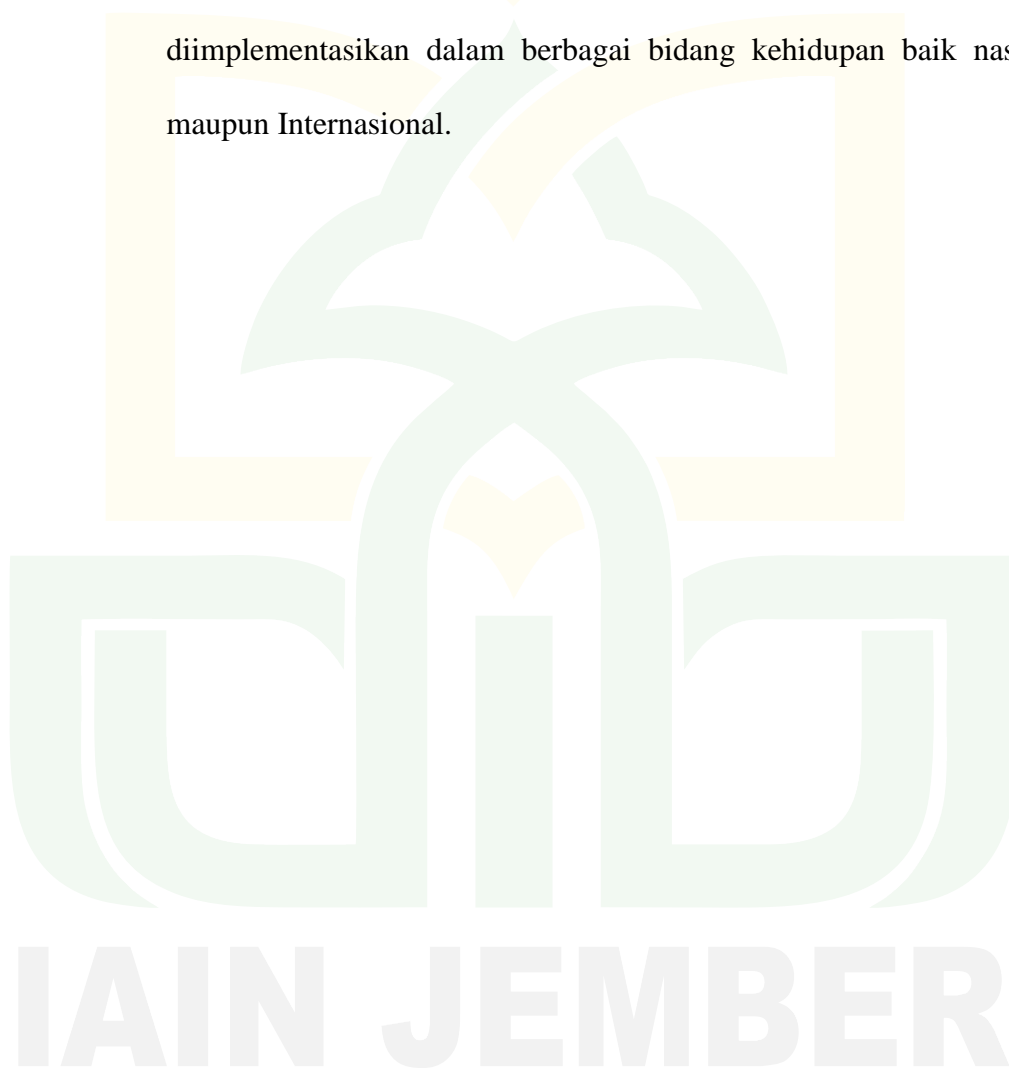 diimplementasikan dalam berbagai bidang kehidupan baik
maupun Internasional.
IAIN JEMBER